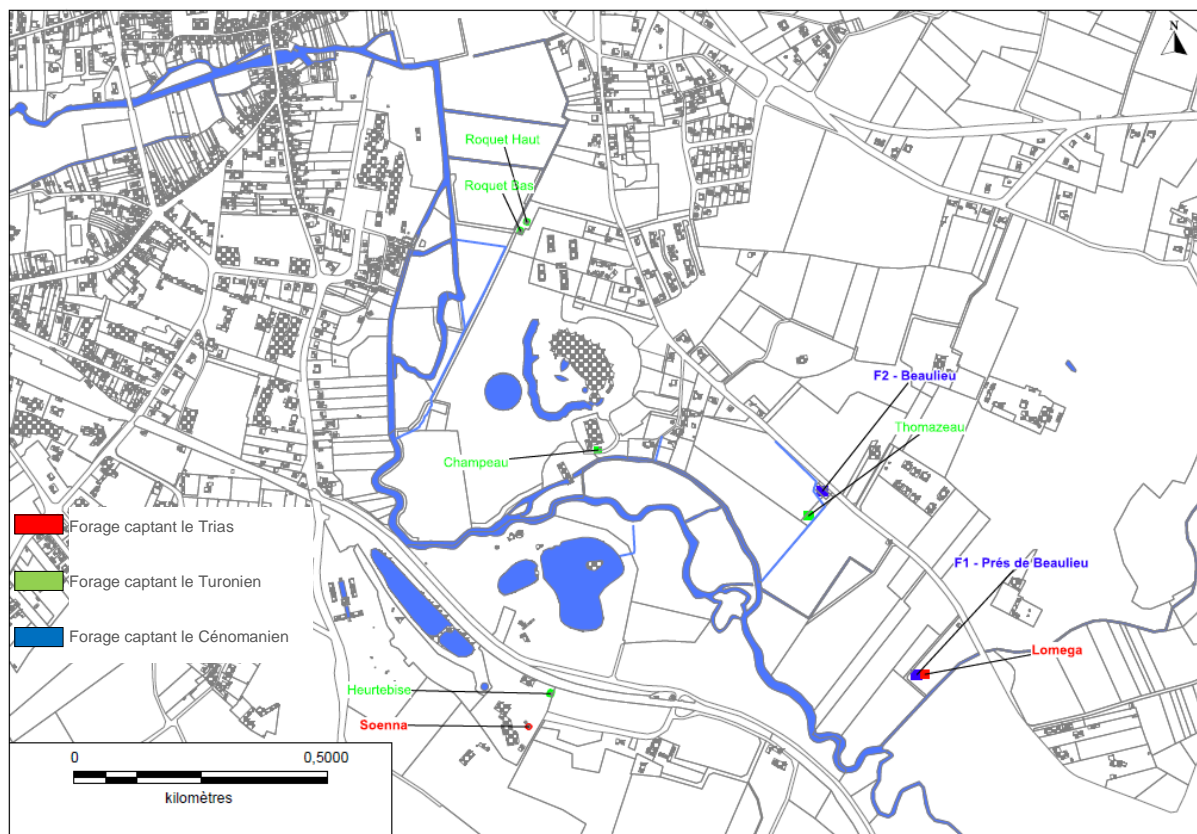 N
Roquet Haut
Roquet Bas
F2 - Beaulieu
Thomazeau
Champeau
Forage captant le Trias
Forage captant le Turonien
Forage captant le Cénomanien
F1 - Prés de Beaulieu
Lomega
Heurtebise
Soenna
0 0,5000
kilomètres